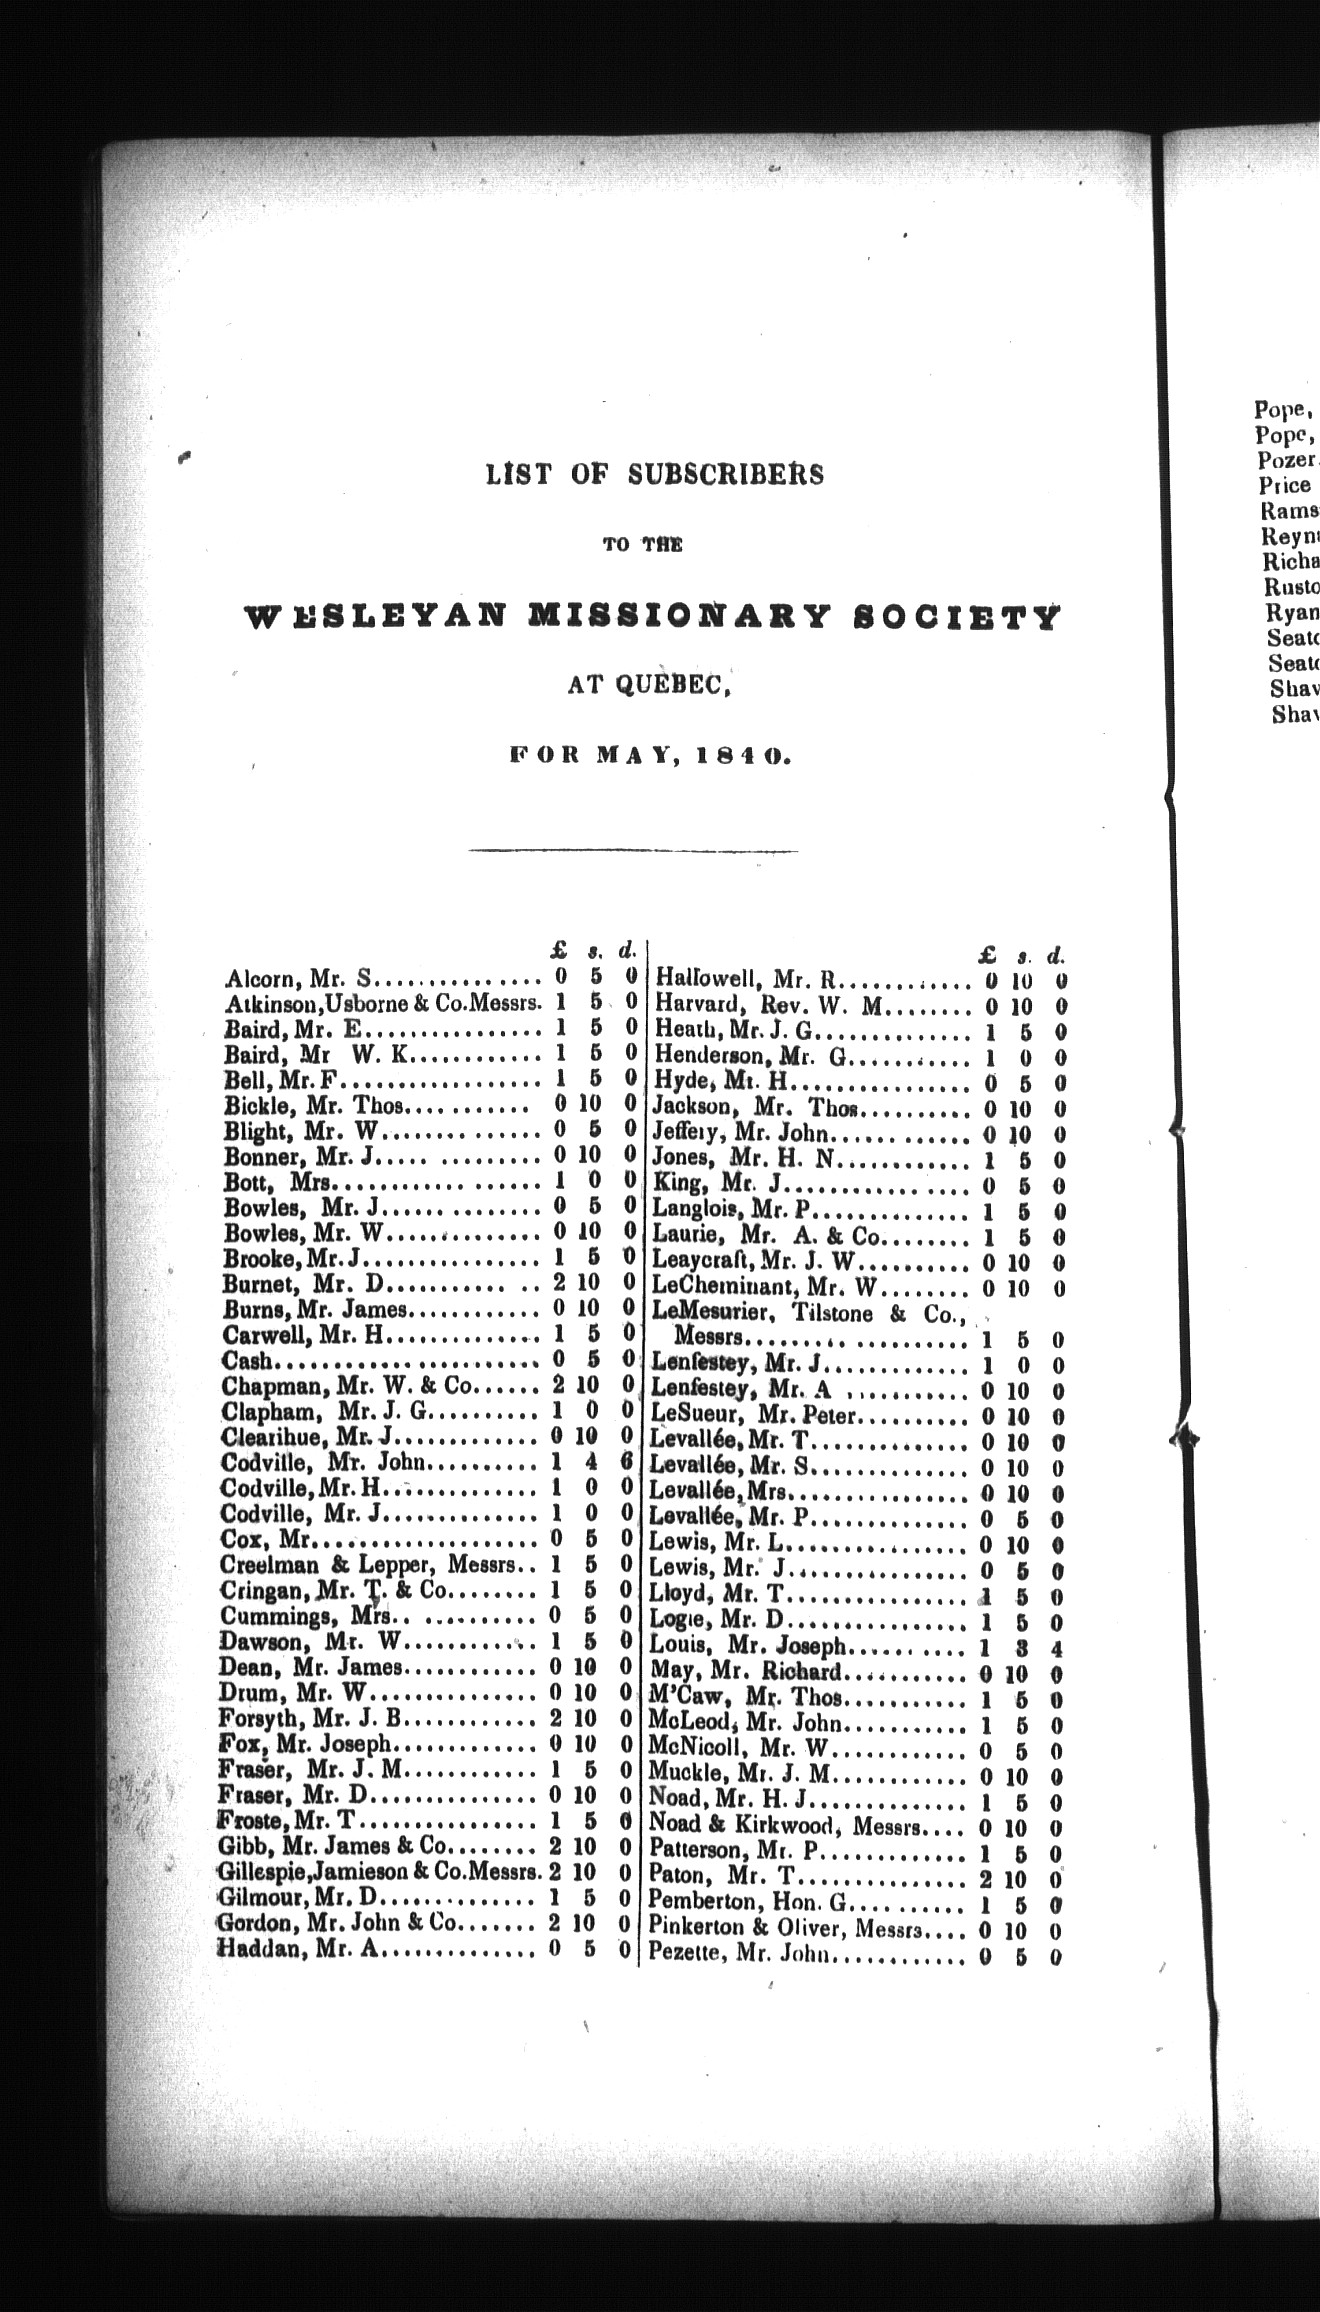 LIST OF SUBSCRIBERS
TO THE
WESLEYAN MISSIONARY SOCIETY
AT QUEBEC,
FOR MAY, 1840.
£ s. d.
Alcorn, Mr. S............... 0 5 0
Atkinson,Usborne & Co.Messrs. 1 5 0
Baird, Mr. E................ 1 5 0
Baird, Mr W. K............ 1 5 0
Bell, Mr. F.................. 1 5 0
Bickle, Mr. Thos........... 0 10 0
Blight, Mr. W.............. 0 5 0
Bonner, Mr. J..... ......... 0 10 0
Bott, Mrs............ ...... 1 0 0
Bowles, Mr. J...... ........ 0 5 0
Bowles, Mr. W.............. 0 10 0
Brooke, Mr. J................ 1 5 0
Burnet, Mr. D........... .. 2 10 0
Burns, Mr. James............ 0 10 0
Carwell, Mr. H.............. 1 5 0
Cash........................ 0 5 0
Chapman, Mr. W. & Co...... 2 10 0
Clapham, Mr. J. G.......... 1 0 0
Clearihue, Mr. J............. 0 10 0
Codville, Mr. John.......... 1 4 6
Codville, Mr. H.............. 1 0 0
Codville, Mr. J.............. 1 0 0
Cox, Mr.................... 0 5 0
Creelman & Lepper, Messrs.. 1 5 0
Cringan, Mr. T. & Co........ 1 5 0
Cummings, Mrs.. .......... 0 5 0
Dawson, Mr. W............ 1 5 0
Dean, Mr. James............ 0 10 0
Drum, Mr. W............... 0 10 0
Forsyth, Mr. J. B............ 2 10 0
Fox, Mr. Joseph............. 0 10 0
Fraser, Mr. J. M............ 1 5 0
Fraser, Mr. D............... 0 10 0
Froste, Mr. T................ 1 5 0
Gibb, Mr. James & Co........ 2 10 0
Gillespie,Jamieson & Co.Messrs. 2 10 0
Gilmour, Mr. D.............. 1 5 0
Gordon, Mr. John & Co....... 2 10 0
Haddan, Mr. A.............. 0 5 0
£ s. d.
Hallowell, Mr. R............ 0 10 0
Harvard, Rev. W. M........ 0 10 0
Heath, Mr. J. G.............. 1 5 0
Henderson, Mr. G........... 1 0 0
Hyde, Mr. H................ 0 5 0
Jackson, Mr. Thos.......... 0 10 0
Jeffery, Mr. John...... ...... 0 10 0
Jones, Mr. H. N............ 1 5 0
King, Mr. J............. .... 0 5 0
Langlois, Mr. P.............. 1 5 0
Laurie, Mr. A. & Co........ 1 5 0
Leaycraft, Mr. J. W.......... 0 10 0
LeCheminant, Mr. W........ 0 10 0
LeMesurier, Tilstone & Co.,
Messrs......... ........... 1 5 0
Lenfestey, Mr. J............. 1 0 0
Lenfestey, Mr. A ........... 0 10 0
LeSueur, Mr. Peter.......... 0 10 0
Levallée, Mr. T.............. 0 10 0
Levallée, Mr. S.............. 0 10 0
Levallée, Mrs................ 0 10 0
Levallée, Mr. P.............. 0 5 0
Lewis, Mr. L................ 0 10 0
Lewis, Mr. J................ 0 5 0
Lloyd, Mr. T................ 1 5 0
Logie, Mr. D................ 1 5 0
Louis, Mr. Joseph...... .... 1 3 4
May, Mr. Richard........... 0 10 0
M'Caw, Mr. Thos........... 1 5 0
McLeod, Mr. John........... 1 5 0
McNicoll, Mr. W............ 0 5 0
Muckle, Mr. J. M............ 0 10 0
Noad, Mr. H. J.............. 1 5 0
Noad & Kirkwood, Messrs.... 0 10 0
Patterson, Mr. P............. 1 5 0
Paton, Mr. T............... 2 10 0
Pemberton, Hon. G.......... 1 5 0
Pinkerton & Oliver, Messrs.... 0 10 0
Pezette, Mr. John............ 0 5 0
Pope,
Pope,
Pozer
Price
Rams
Reyn
Richa
Rusto
Ryan
Seato
Seato
Shaw
Shaw